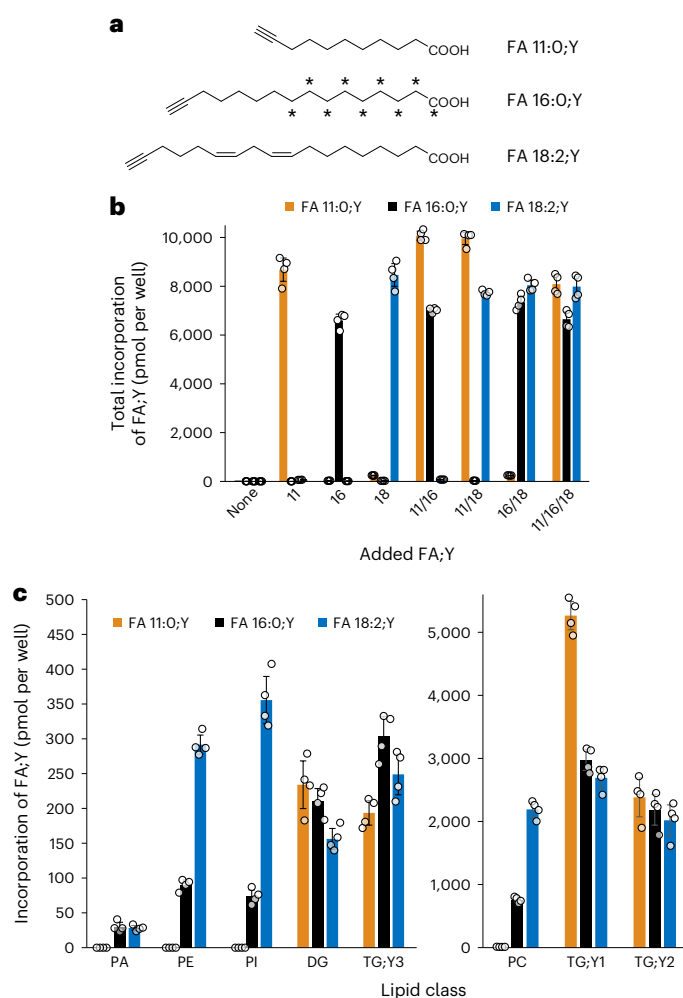 a
COOH FA 11:0;Y
* * * *
COOH FA 16:0;Y
* * * * *
COOH FA 18:2;Y
b
FA 11:0;Y FA 16:0;Y FA 18:2;Y
Total incorporation
of FA;Y (pmol per well)
10,000
8,000
6,000
4,000
2,000
0
None 11 16 18 11/16 11/18 16/18 11/16/18
Added FA;Y
c
FA 11:0;Y FA 16:0;Y FA 18:2;Y
Incorporation of FA;Y (pmol per well)
500
450
400
350
300
250
200
150
100
50
0
PA PE PI DG TG;Y3
5,000
4,000
3,000
2,000
1,000
0
PC TG;Y1 TG;Y2
Lipid class